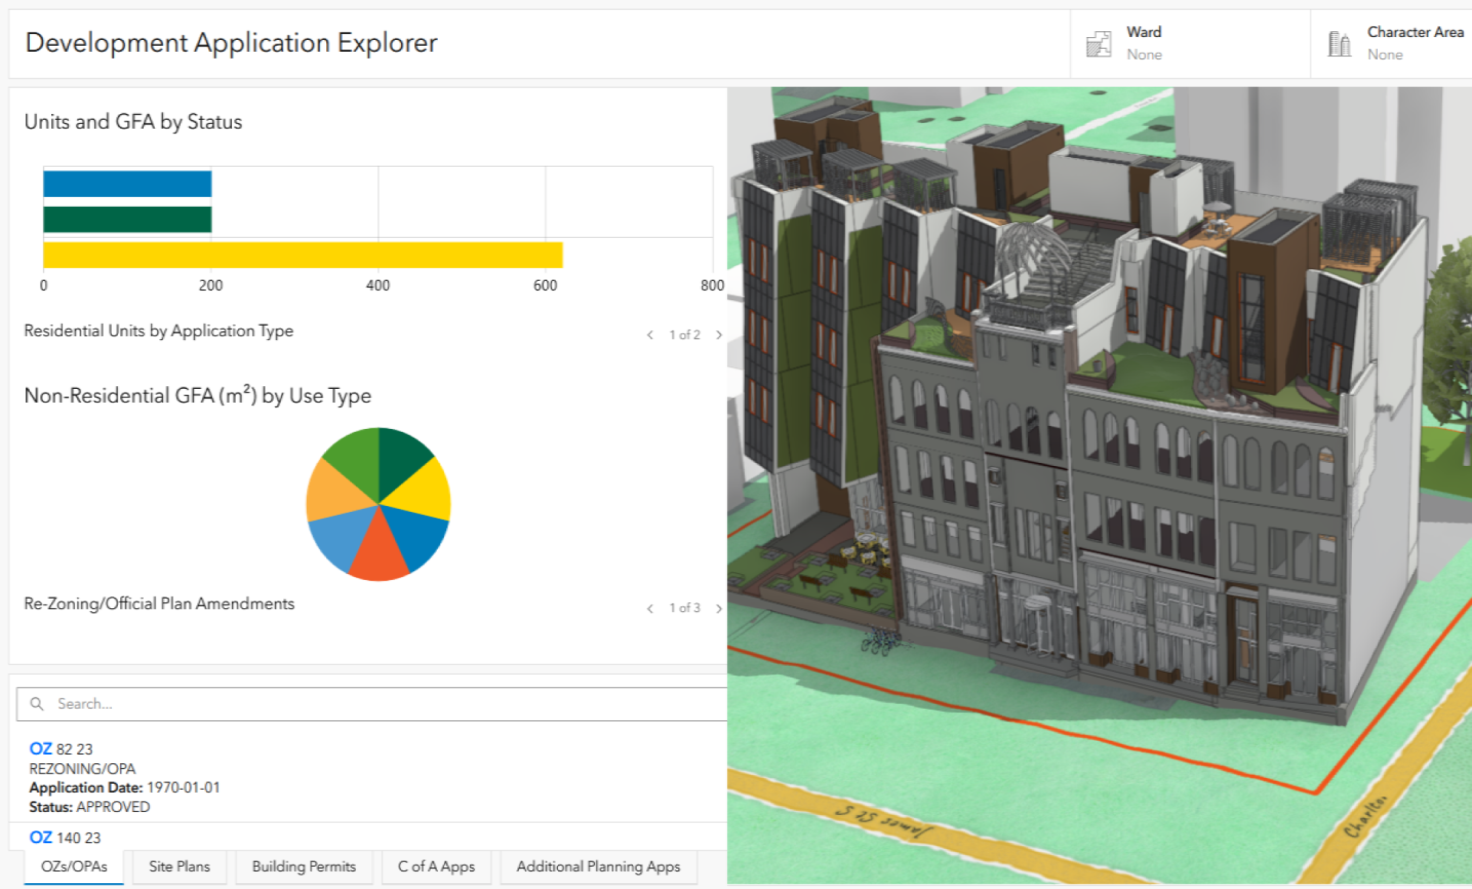 Development Application Explorer
Ward
None
Character Area
None
Units and GFA by Status
0 200 400 600 800
Residential Units by Application Type
1 of 2
Non-Residential GFA (m²) by Use Type
Re-Zoning/Official Plan Amendments
1 of 3
Search...
OZ 82 23
REZONING/OPA
Application Date: 1970-01-01
Status: APPROVED
OZ 140 23
OZs/OPAs
Site Plans
Building Permits
C of A Apps
Additional Planning Apps
James St S
Charlton